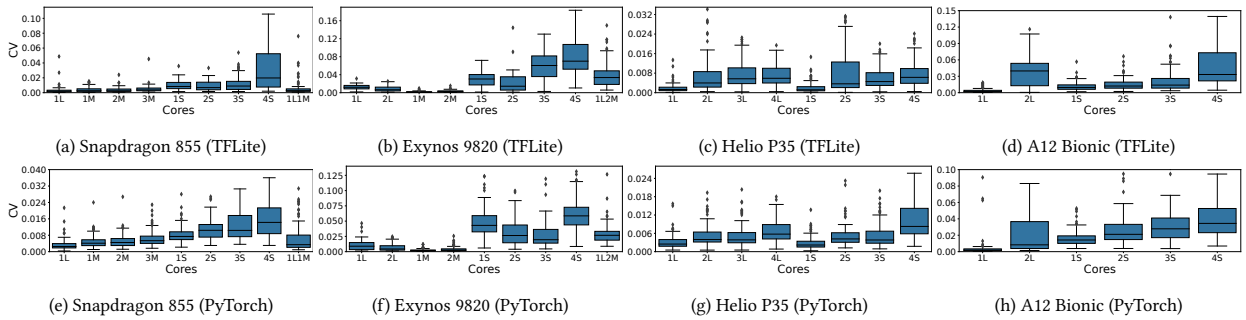 CV
0.10
0.08
0.06
0.04
0.02
0.00
1L 1M 2M 3M 1S 2S 3S 4S 1L1M
Cores
(a) Snapdragon 855 (TFLite)
0.16
0.12
0.08
0.04
0.00
1L 2L 1M 2M 1S 2S 3S 4S 1L2M
Cores
(b) Exynos 9820 (TFLite)
0.032
0.024
0.016
0.008
0.000
1L 2L 3L 4L 1S 2S 3S 4S
Cores
(c) Helio P35 (TFLite)
0.15
0.10
0.05
0.00
1L 2L 1S 2S 3S 4S
Cores
(d) A12 Bionic (TFLite)
CV
0.040
0.032
0.024
0.016
0.008
0.000
1L 1M 2M 3M 1S 2S 3S 4S 1L1M
Cores
(e) Snapdragon 855 (PyTorch)
0.125
0.100
0.075
0.050
0.025
0.000
1L 2L 1M 2M 1S 2S 3S 4S 1L2M
Cores
(f) Exynos 9820 (PyTorch)
0.024
0.018
0.012
0.006
0.000
1L 2L 3L 4L 1S 2S 3S 4S
Cores
(g) Helio P35 (PyTorch)
0.10
0.08
0.06
0.04
0.02
0.00
1L 2L 1S 2S 3S 4S
Cores
(h) A12 Bionic (PyTorch)